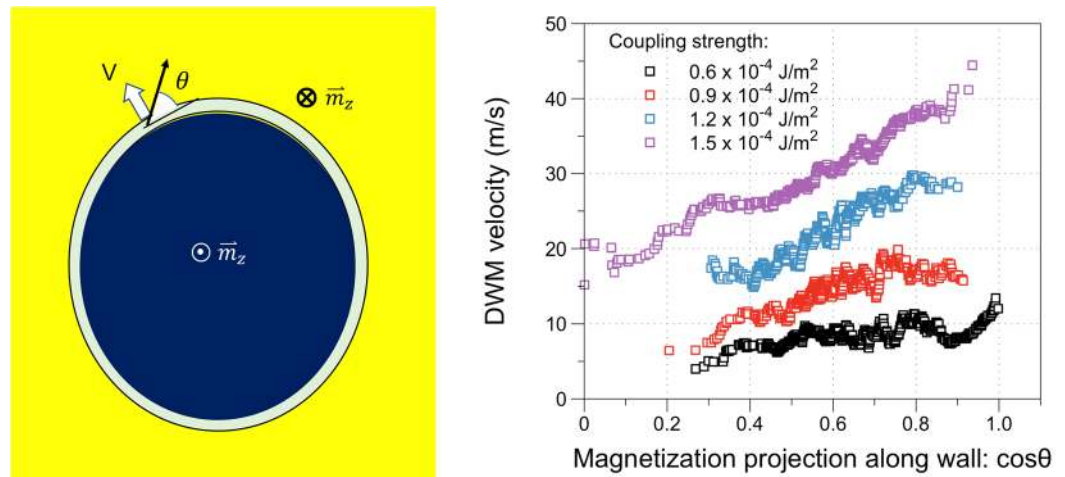 V
θ
⊗ m⃗z
⊙ m⃗z
DWM velocity (m/s)
50
40
30
20
10
0
Coupling strength:
0.6 x 10⁻⁴ J/m²
0.9 x 10⁻⁴ J/m²
1.2 x 10⁻⁴ J/m²
1.5 x 10⁻⁴ J/m²
0 0.2 0.4 0.6 0.8 1.0
Magnetization projection along wall: cosθ